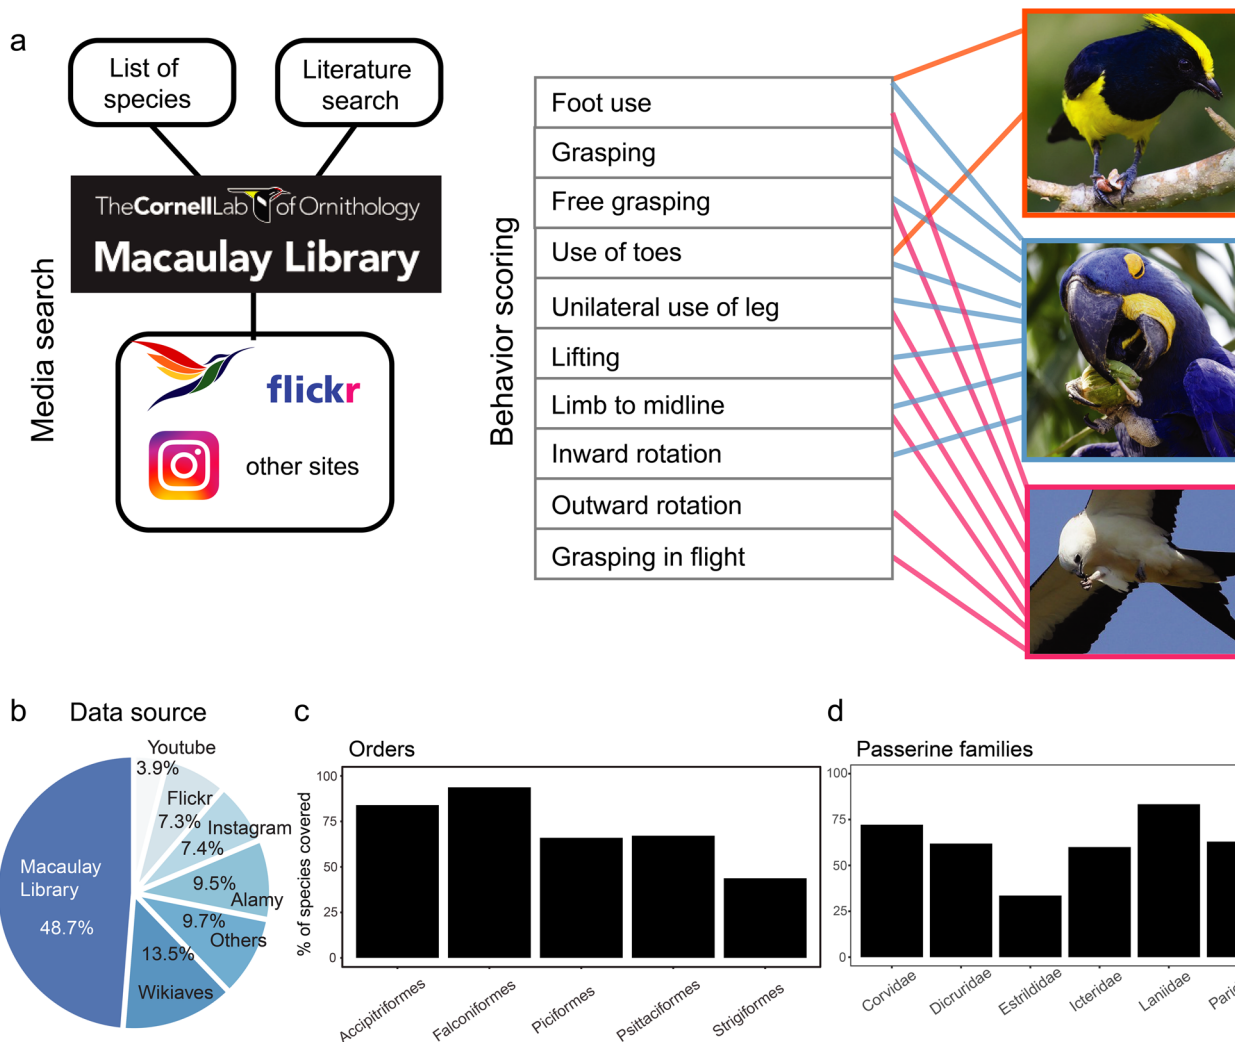 a
List of
species
Literature
search
TheCornellLab of Ornithology
Macaulay Library
Media search
flickr
other sites
Behavior scoring
Foot use
Grasping
Free grasping
Use of toes
Unilateral use of leg
Lifting
Limb to midline
Inward rotation
Outward rotation
Grasping in flight
b
Data source
Youtube
3.9%
Flickr
7.3%
Instagram
7.4%
9.5%
Alamy
9.7%
Others
13.5%
Wikiaves
Macaulay
Library
48.7%
c
Orders
% of species covered
100
75
50
25
0
Accipitriformes
Falconiformes
Piciformes
Psittaciformes
Strigiformes
d
Passerine families
100
75
50
25
0
Corvidae
Dicruridae
Estrildidae
Icteridae
Laniidae